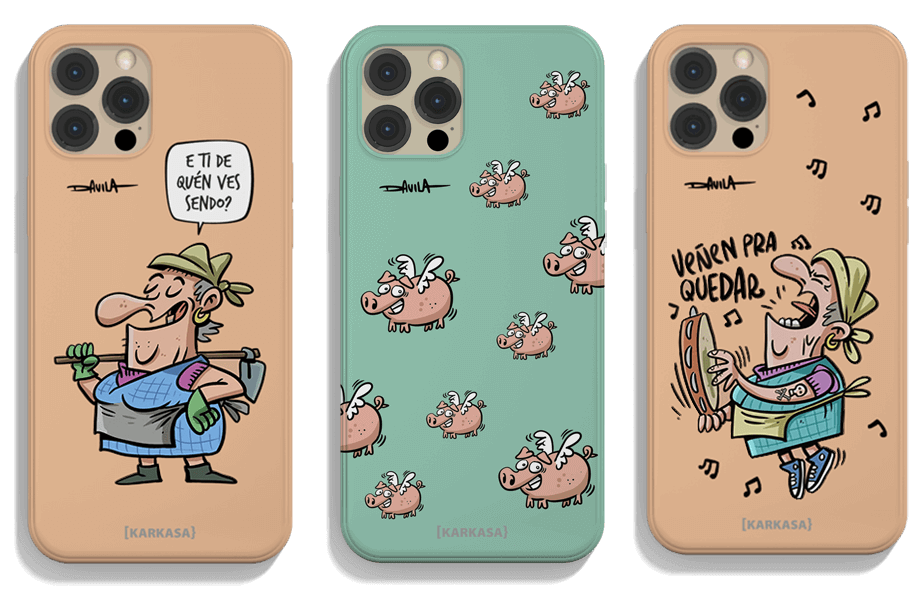 DAVILA
E TI DE
QUÉN VES
SENDO?
[KARKASA}
DAVILA
[KARKASA}
DAVILA
VEÑEN PRA
QUEDAR
[KARKASA}